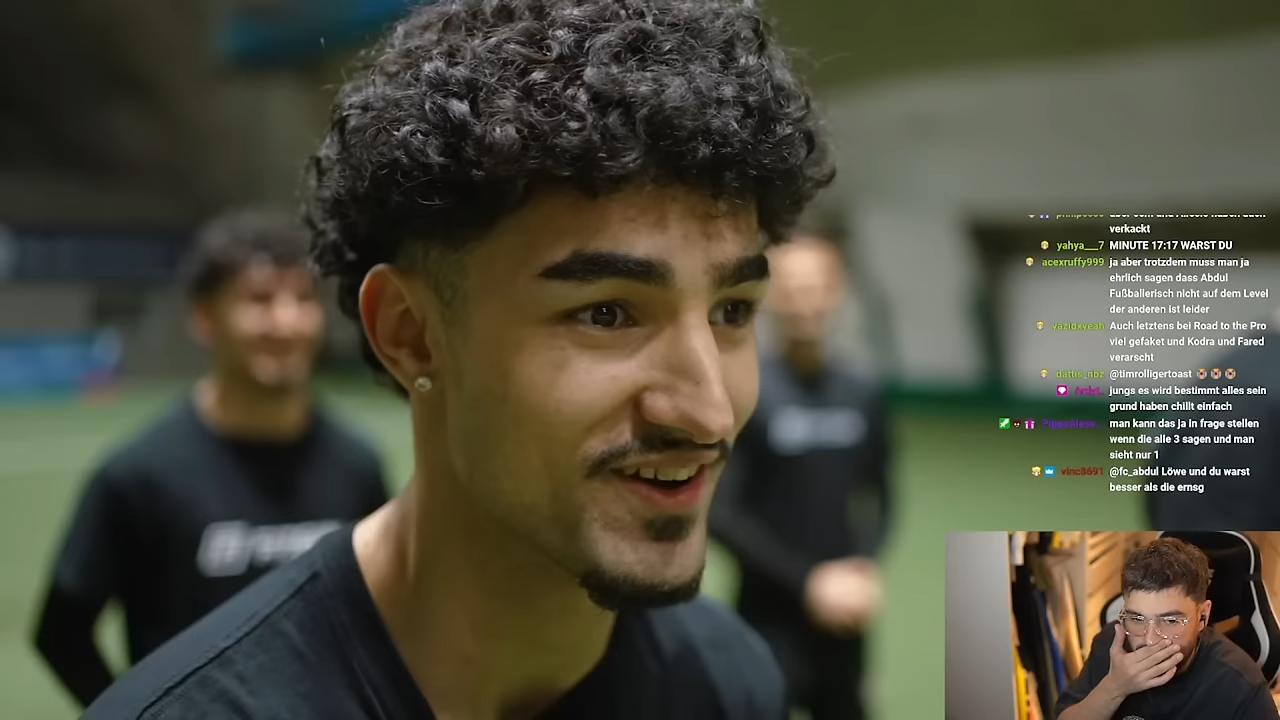 verkackt
yahya___7 MINUTE 17:17 WARST DU
acexruffy999 ja aber trotzdem muss man ja
ehrlich sagen dass Abdul
Fußballerisch nicht auf dem Level
der anderen ist leider
yazidxyeah Auch letztens bei Road to the Pro
viel gefaket und Kodra und Fared
verarscht
dattis_nbz @timrolligertoast
jungs es wird bestimmt alles sein
grund haben chillt einfach
man kann das ja in frage stellen
wenn die alle 3 sagen und man
sieht nur 1
vinc8691 @fc_abdul Löwe und du warst
besser als die ernsg